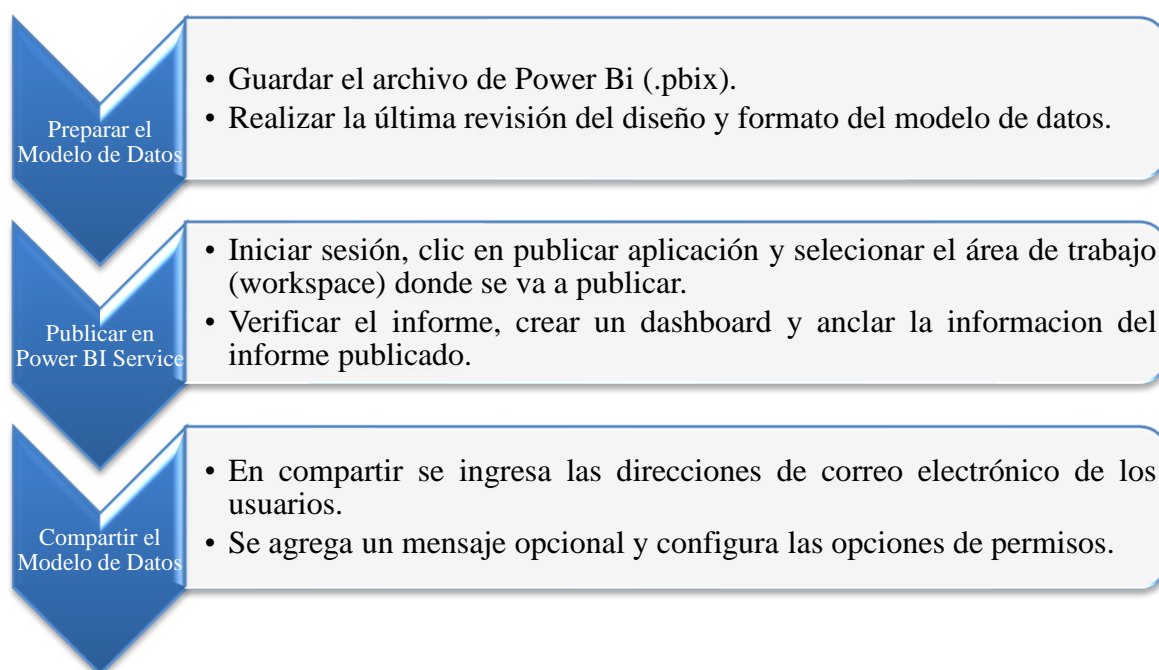 Preparar el
Modelo de Datos
• Guardar el archivo de Power Bi (.pbix).
• Realizar la última revisión del diseño y formato del modelo de datos.
Publicar en
Power BI Service
• Iniciar sesión, clic en publicar aplicación y selecionar el área de trabajo
(workspace) donde se va a publicar.
• Verificar el informe, crear un dashboard y anclar la informacion del
informe publicado.
Compartir el
Modelo de Datos
• En compartir se ingresa las direcciones de correo electrónico de los
usuarios.
• Se agrega un mensaje opcional y configura las opciones de permisos.